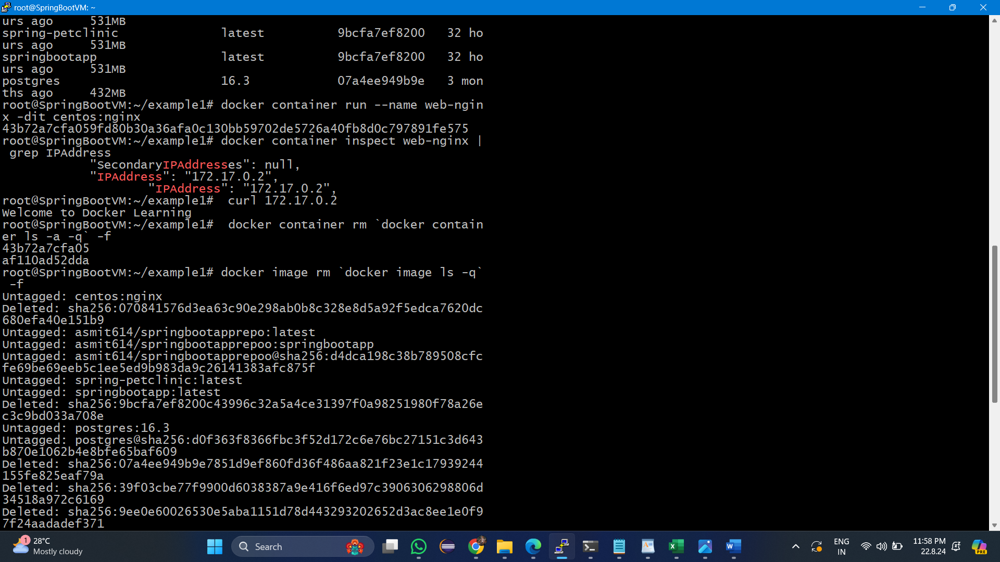 root@SpringBootVM: ~
urs ago     531MB
spring-petclinic              latest          9bcfa7ef8200   32 ho
urs ago     531MB
springbootapp                 latest          9bcfa7ef8200   32 ho
urs ago     531MB
postgres                      16.3            07a4ee949b9e   3 mon
ths ago     432MB
root@SpringBootVM:~/example1# docker container run --name web-ngin
x -dit centos:nginx
43b72a7cfa059fd80b30a36afa0c130bb59702de5726a40fb8d0c797891fe575
root@SpringBootVM:~/example1# docker container inspect web-nginx |
 grep IPAddress
            "SecondaryIPAddresses": null,
            "IPAddress": "172.17.0.2",
                    "IPAddress": "172.17.0.2",
root@SpringBootVM:~/example1#  curl 172.17.0.2
Welcome to Docker Learning
root@SpringBootVM:~/example1#  docker container rm `docker contain
er ls -a -q` -f
43b72a7cfa05
af110ad52dda
root@SpringBootVM:~/example1# docker image rm `docker image ls -q`
 -f
Untagged: centos:nginx
Deleted: sha256:070841576d3ea63c90e298ab0b8c328e8d5a92f5edca7620dc
680efa40e151b9
Untagged: asmit614/springbootapprepo:latest
Untagged: asmit614/springbootapprepoo:springbootapp
Untagged: asmit614/springbootapprepoo@sha256:d4dca198c38b789508cfc
fe69be69eeb5c1ee5ed9b983da9c26141383afc875f
Untagged: spring-petclinic:latest
Untagged: springbootapp:latest
Deleted: sha256:9bcfa7ef8200c43996c32a5a4ce31397f0a98251980f78a26e
c3c9bd033a708e
Untagged: postgres:16.3
Untagged: postgres@sha256:d0f363f8366fbc3f52d172c6e76bc27151c3d643
b870e1062b4e8bfe65baf609
Deleted: sha256:07a4ee949b9e7851d9ef860fd36f486aa821f23e1c17939244
155fe825eaf79a
Deleted: sha256:39f03cbe77f9900d6038387a9e416f6ed97c3906306298806d
34518a972c6169
Deleted: sha256:9ee0e60026530e5aba1151d78d443293202652d3ac8ee1e0f9
7f24aadadef371
1
28°C
Mostly cloudy
Search
ENG
IN
11:58 PM
22.8.24
PRE